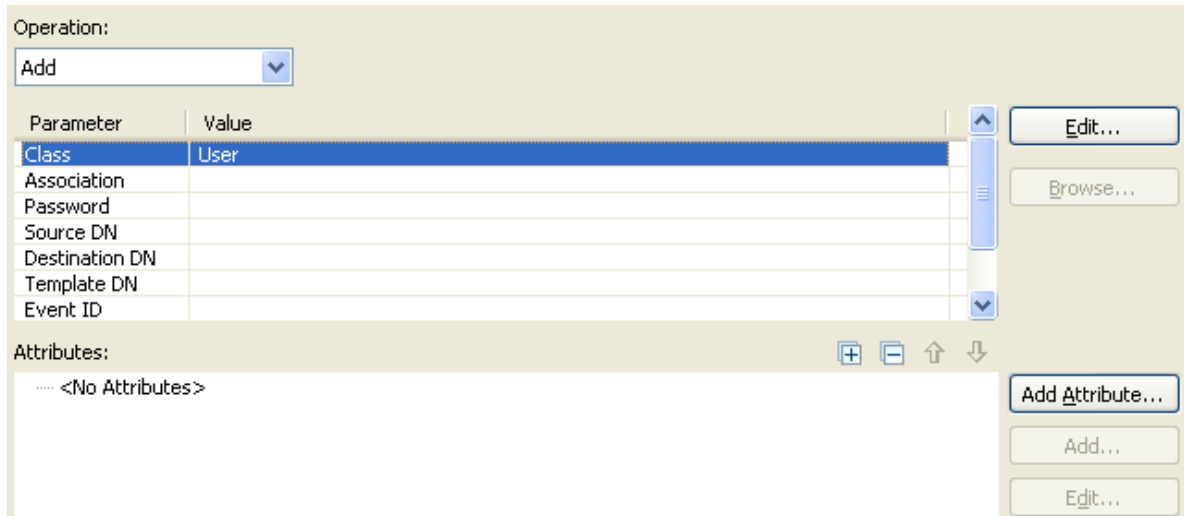 Operation:
Add
Parameter Value
Class User
Association
Password
Source DN
Destination DN
Template DN
Event ID
Edit...
Browse...
Attributes:
<No Attributes>
Add Attribute...
Add...
Edit...